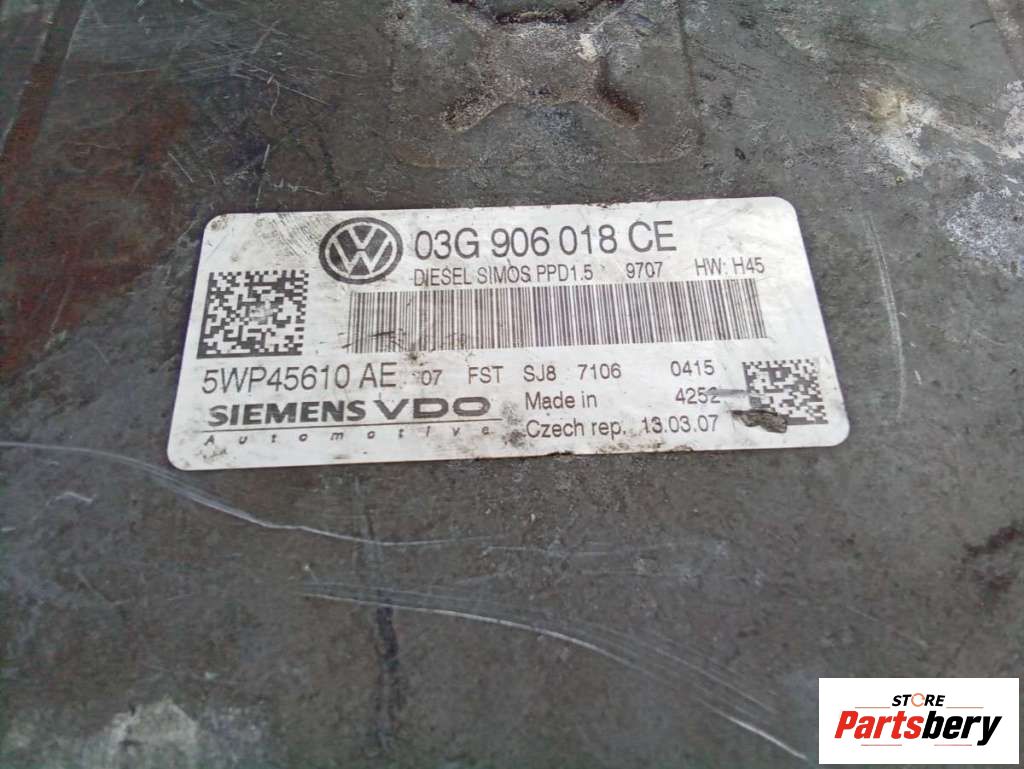 VW
03G 906 018 CE
DIESEL SIMOS PPD1.5 9707 HW: H45
5WP45610 AE 07 FST SJ8 7106 0415
SIEMENS VDO Made in 4252
Automotive Czech rep. 13.03.07
STORE
Partsbery